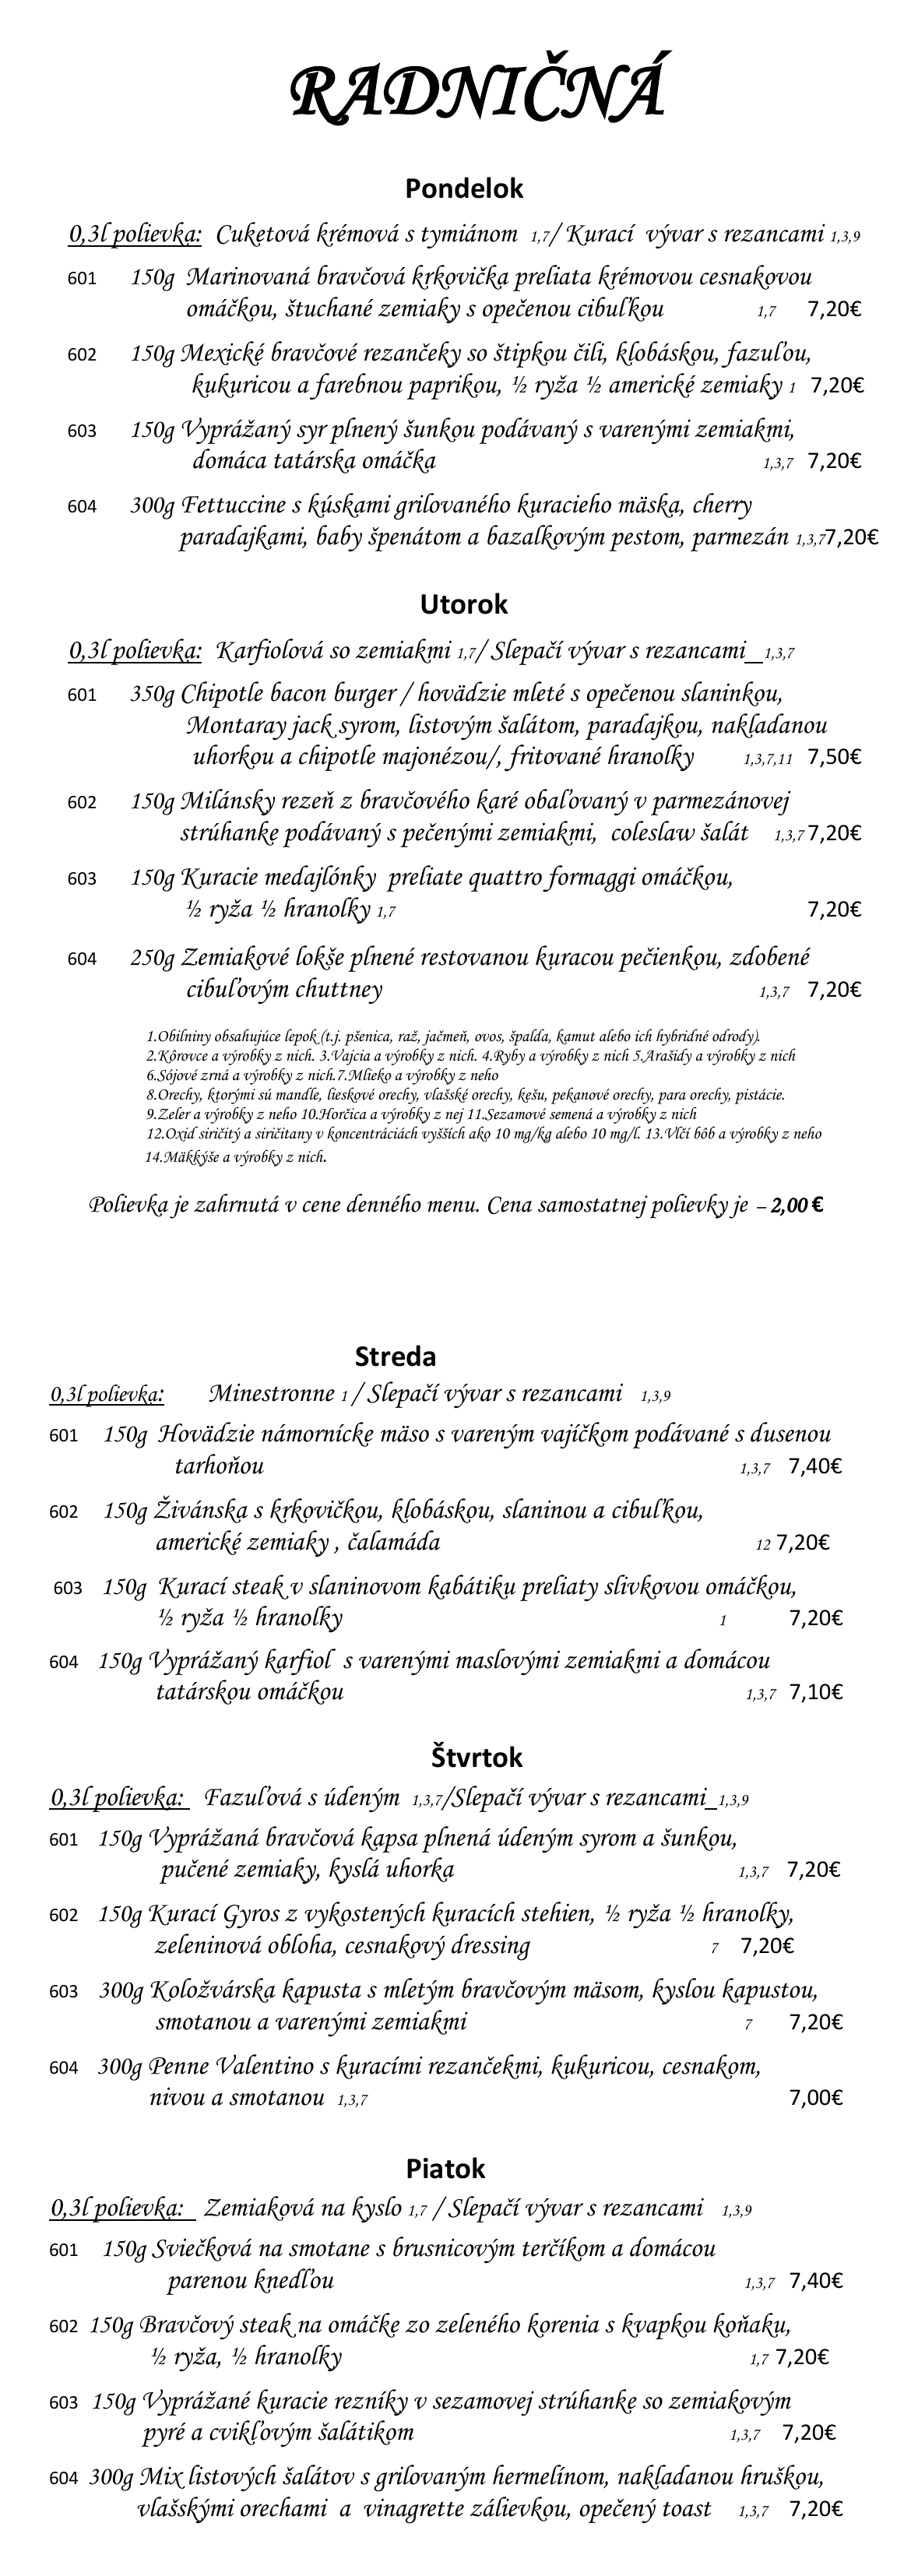 RADNIČNÁ
Pondelok
0,3l polievka: Cuketová krémová s tymiánom 1,7/ Kurací vývar s rezancami 1,3,9
601 150g Marinovaná bravčová krkovička preliata krémovou cesnakovou
omáčkou, štuchané zemiaky s opečenou cibuľkou 1,7 7,20€
602 150g Mexické bravčové rezančeky so štipkou čili, klobáskou, fazuľou,
kukuricou a farebnou paprikou, ½ ryža ½ americké zemiaky 1 7,20€
603 150g Vyprážaný syr plnený šunkou podávaný s varenými zemiakmi,
domáca tatárska omáčka 1,3,7 7,20€
604 300g Fettuccine s kúskami grilovaného kuracieho mäska, cherry
paradajkami, baby špenátom a bazalkovým pestom, parmezán 1,3,77,20€
Utorok
0,3l polievka: Karfiolová so zemiakmi 1,7/ Slepačí vývar s rezancami_ 1,3,7
601 350g Chipotle bacon burger / hovädzie mleté s opečenou slaninkou,
Montaray jack syrom, listovým šalátom, paradajkou, nakladanou
uhorkou a chipotle majonézou/, fritované hranolky 1,3,7,11 7,50€
602 150g Milánsky rezeň z bravčového karé obaľovaný v parmezánovej
strúhanke podávaný s pečenými zemiakmi, coleslaw šalát 1,3,7 7,20€
603 150g Kuracie medajlónky preliate quattro formaggi omáčkou,
½ ryža ½ hranolky 1,7 7,20€
604 250g Zemiakové lokše plnené restovanou kuracou pečienkou, zdobené
cibuľovým chuttney 1,3,7 7,20€
1.Obilniny obsahujúce lepok (t.j. pšenica, raž, jačmeň, ovos, špalda, kamut alebo ich hybridné odrody).
2.Kôrovce a výrobky z nich. 3.Vajcia a výrobky z nich. 4.Ryby a výrobky z nich 5.Arašidy a výrobky z nich
6.Sójové zrná a výrobky z nich.7.Mlieko a výrobky z neho
8.Orechy, ktorými sú mandle, lieskové orechy, vlašské orechy, kešu, pekanové orechy, para orechy, pistácie.
9.Zeler a výrobky z neho 10.Horčica a výrobky z nej 11.Sezamové semená a výrobky z nich
12.Oxid siričitý a siričitany v koncentráciách vyšších ako 10 mg/kg alebo 10 mg/l. 13.Vlčí bôb a výrobky z neho
14.Mäkkýše a výrobky z nich.
Polievka je zahrnutá v cene denného menu. Cena samostatnej polievky je – 2,00 €
Streda
0,3l polievka: Minestronne 1 / Slepačí vývar s rezancami 1,3,9
601 150g Hovädzie námornícke mäso s vareným vajíčkom podávané s dusenou
tarhoňou 1,3,7 7,40€
602 150g Živánska s krkovičkou, klobáskou, slaninou a cibuľkou,
americké zemiaky , čalamáda 12 7,20€
603 150g Kurací steak v slaninovom kabátiku preliaty slivkovou omáčkou,
½ ryža ½ hranolky 1 7,20€
604 150g Vyprážaný karfiol s varenými maslovými zemiakmi a domácou
tatárskou omáčkou 1,3,7 7,10€
Štvrtok
0,3l polievka: Fazuľová s údeným 1,3,7/Slepačí vývar s rezancami_1,3,9
601 150g Vyprážaná bravčová kapsa plnená údeným syrom a šunkou,
pučené zemiaky, kyslá uhorka 1,3,7 7,20€
602 150g Kurací Gyros z vykostených kuracích stehien, ½ ryža ½ hranolky,
zeleninová obloha, cesnakový dressing 7 7,20€
603 300g Koložvárska kapusta s mletým bravčovým mäsom, kyslou kapustou,
smotanou a varenými zemiakmi 7 7,20€
604 300g Penne Valentino s kuracími rezančekmi, kukuricou, cesnakom,
nivou a smotanou 1,3,7 7,00€
Piatok
0,3l polievka: Zemiaková na kyslo 1,7 / Slepačí vývar s rezancami 1,3,9
601 150g Sviečková na smotane s brusnicovým terčíkom a domácou
parenou knedľou 1,3,7 7,40€
602 150g Bravčový steak na omáčke zo zeleného korenia s kvapkou koňaku,
½ ryža, ½ hranolky 1,7 7,20€
603 150g Vyprážané kuracie rezníky v sezamovej strúhanke so zemiakovým
pyré a cvikľovým šalátikom 1,3,7 7,20€
604 300g Mix listových šalátov s grilovaným hermelínom, nakladanou hruškou,
vlašskými orechami a vinagrette zálievkou, opečený toast 1,3,7 7,20€